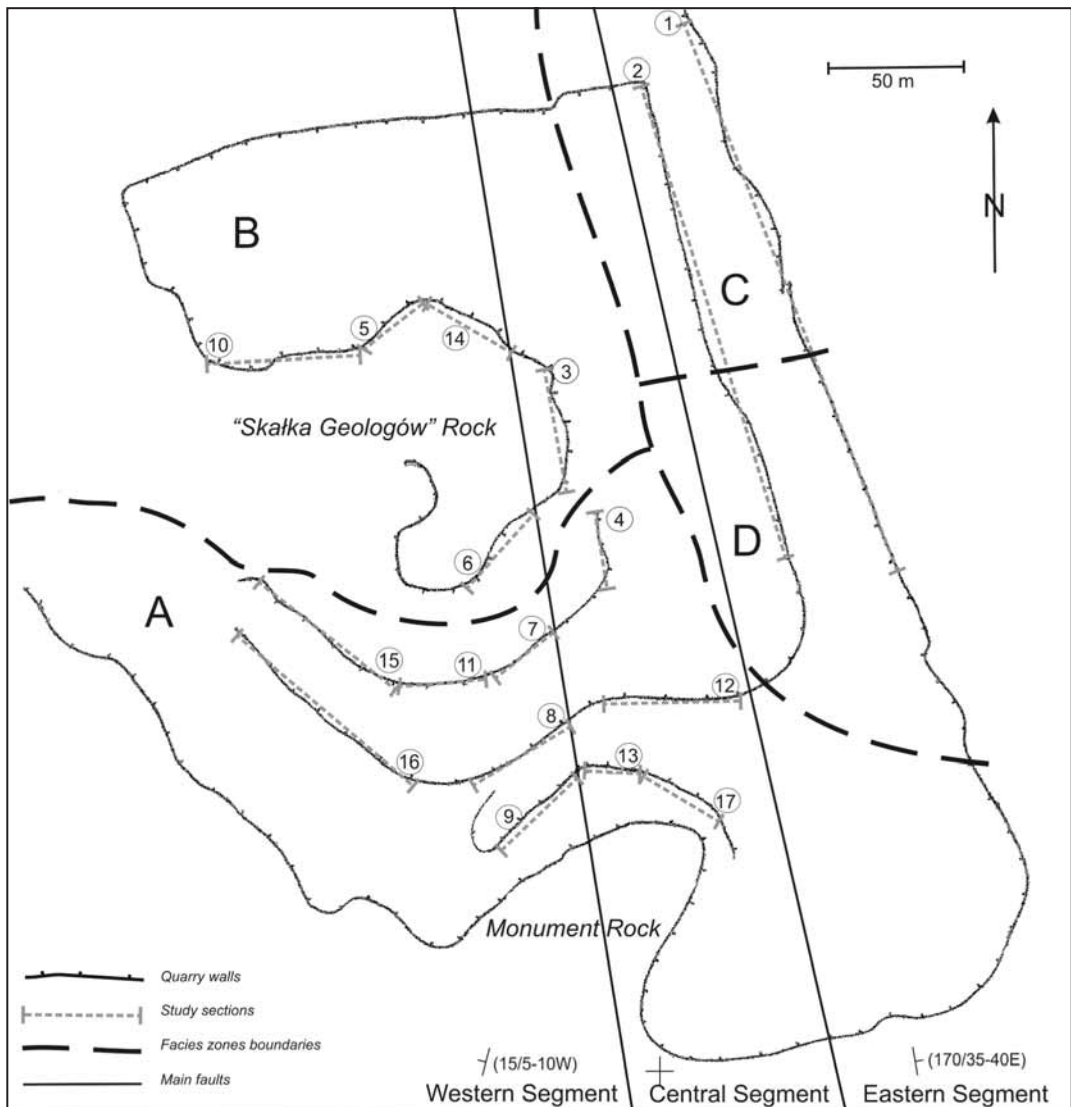 1
2
50 m
N
B
C
3
5
14
10
"Skałka Geologów" Rock
4
D
6
A
7
15
11
12
8
16
13
17
9
Monument Rock
Quarry walls
Study sections
Facies zones boundaries
Main faults
(15/5-10W)
(170/35-40E)
Western Segment
Central Segment
Eastern Segment